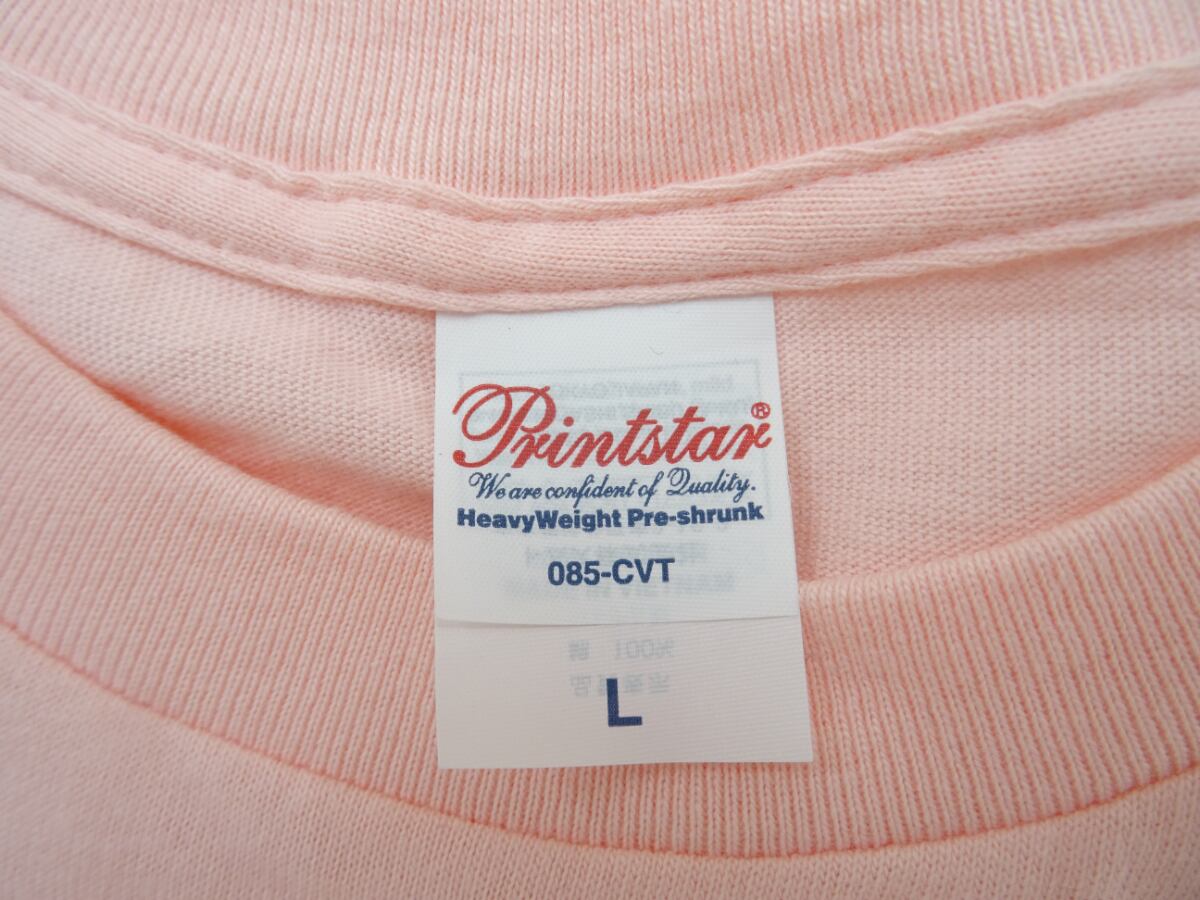 Printstar®
We are confident of Quality.
HeavyWeight Pre-shrunk
085-CVT
L